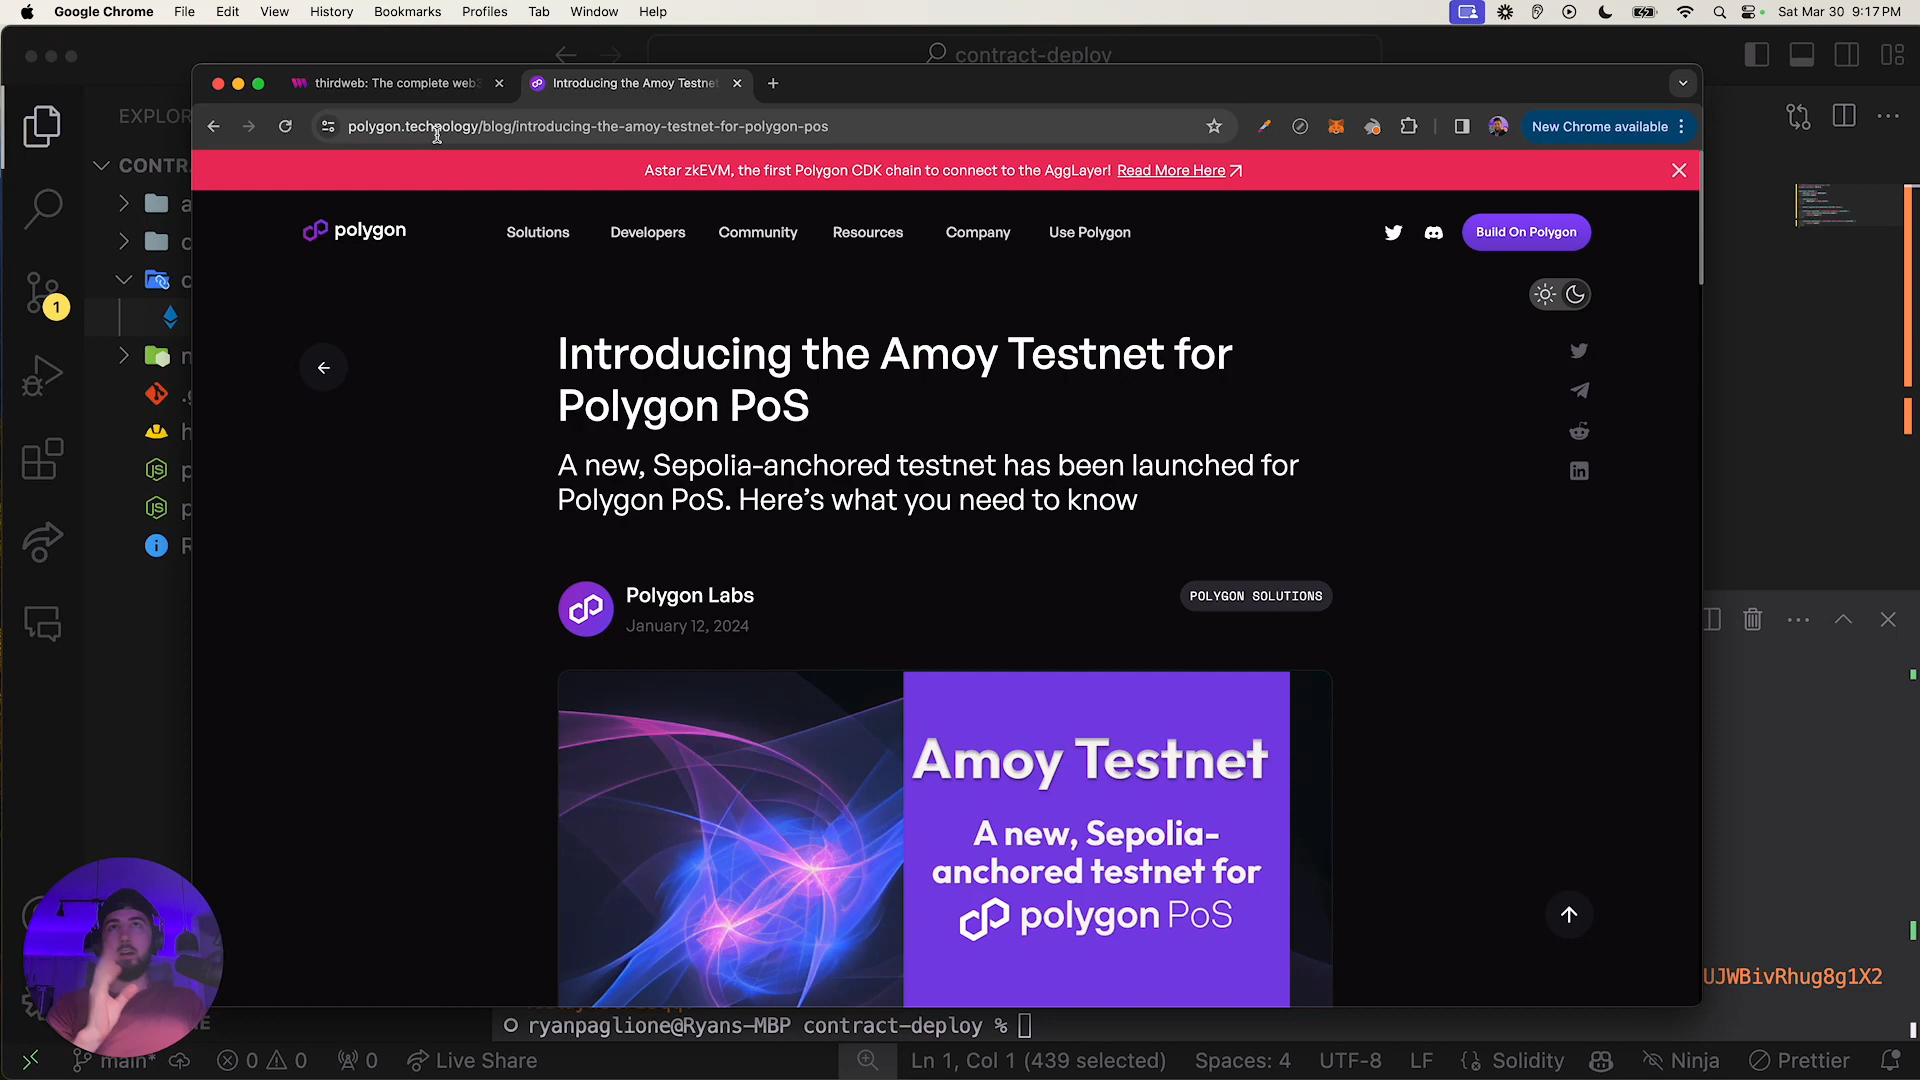 Google Chrome File Edit View History Bookmarks Profiles Tab Window Help Sat Mar 30 9:17 PM
contract-deploy
thirdweb: The complete web3 Introducing the Amoy Testnet
polygon.technology/blog/introducing-the-amoy-testnet-for-polygon-pos New Chrome available
EXPLOR
CONTRA
Astar zkEVM, the first Polygon CDK chain to connect to the AggLayer! Read More Here
polygon Solutions Developers Community Resources Company Use Polygon Build On Polygon
1
Introducing the Amoy Testnet for
Polygon PoS
A new, Sepolia-anchored testnet has been launched for
Polygon PoS. Here's what you need to know
Polygon Labs
January 12, 2024
POLYGON SOLUTIONS
Amoy Testnet
A new, Sepolia-
anchored testnet for
polygon PoS
UJWBivRhug8g1X2
ryanpaglione@Ryans-MBP contract-deploy %
main* 0 0 0 Live Share Ln 1, Col 1 (439 selected) Spaces: 4 UTF-8 LF Solidity Ninja Prettier